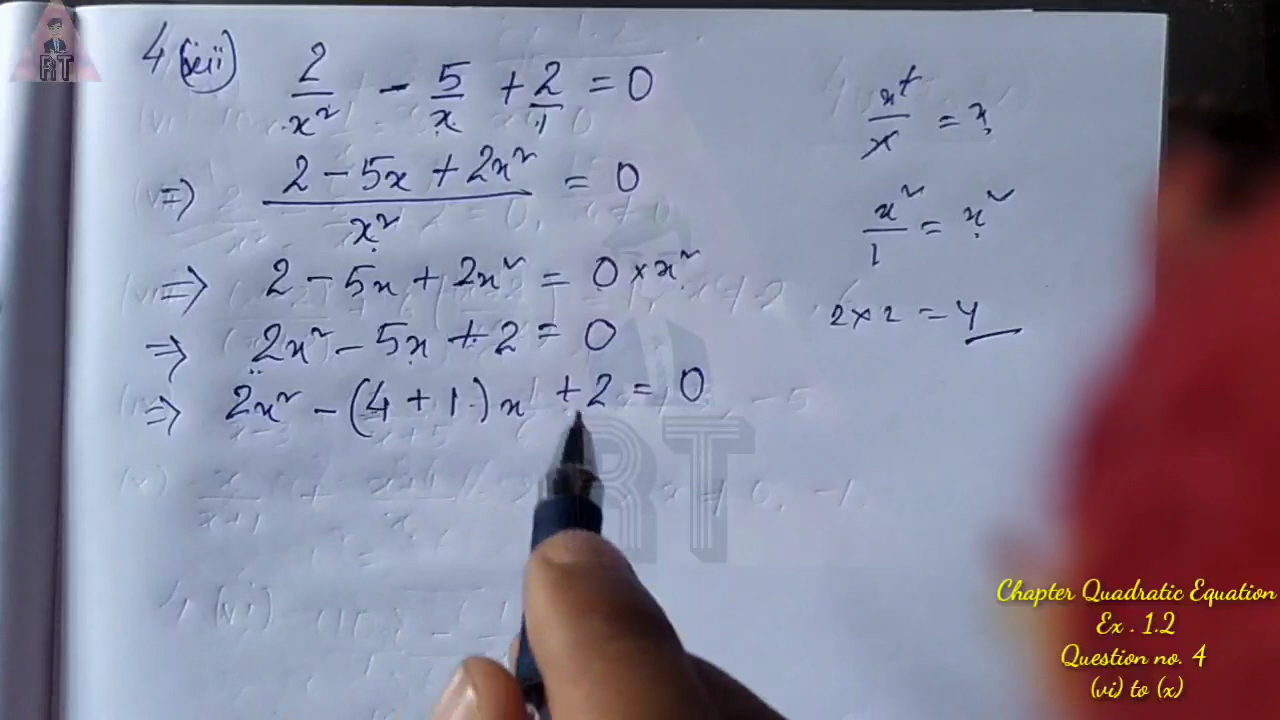 4 (vii) 2/x² - 5/x + 2/1 = 0
⇒) (2 - 5x + 2x²)/x² = 0
⇒ 2 - 5x + 2x² = 0 × x²
⇒ 2x² - 5x + 2 = 0
⇒ 2x² - (4 + 1)x + 2 = 0
x²/x = x
x²/1 = x²
2 × 2 = 4
RT
RT
Chapter Quadratic Equation
Ex . 1.2
Question no. 4
(vi) to (x)